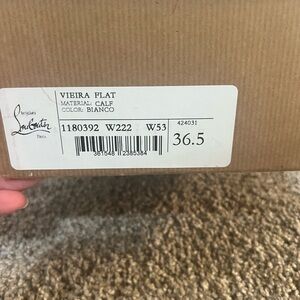 VIEIRA FLAT
MATERIAL: CALF
COLOR: BIANCO
Christian
Louboutin
Paris
1180392 W222 W53
424031
36.5